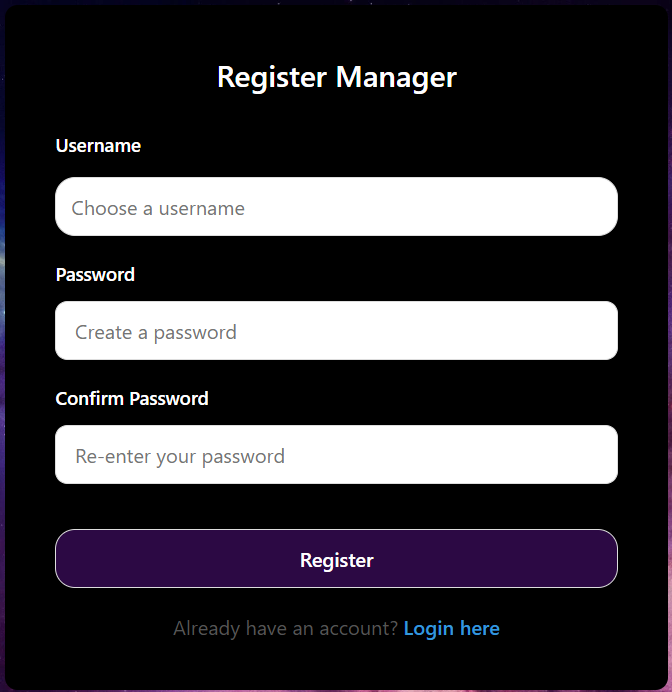 Register Manager
Username
Choose a username
Password
Create a password
Confirm Password
Re-enter your password
Register
Already have an account? Login here